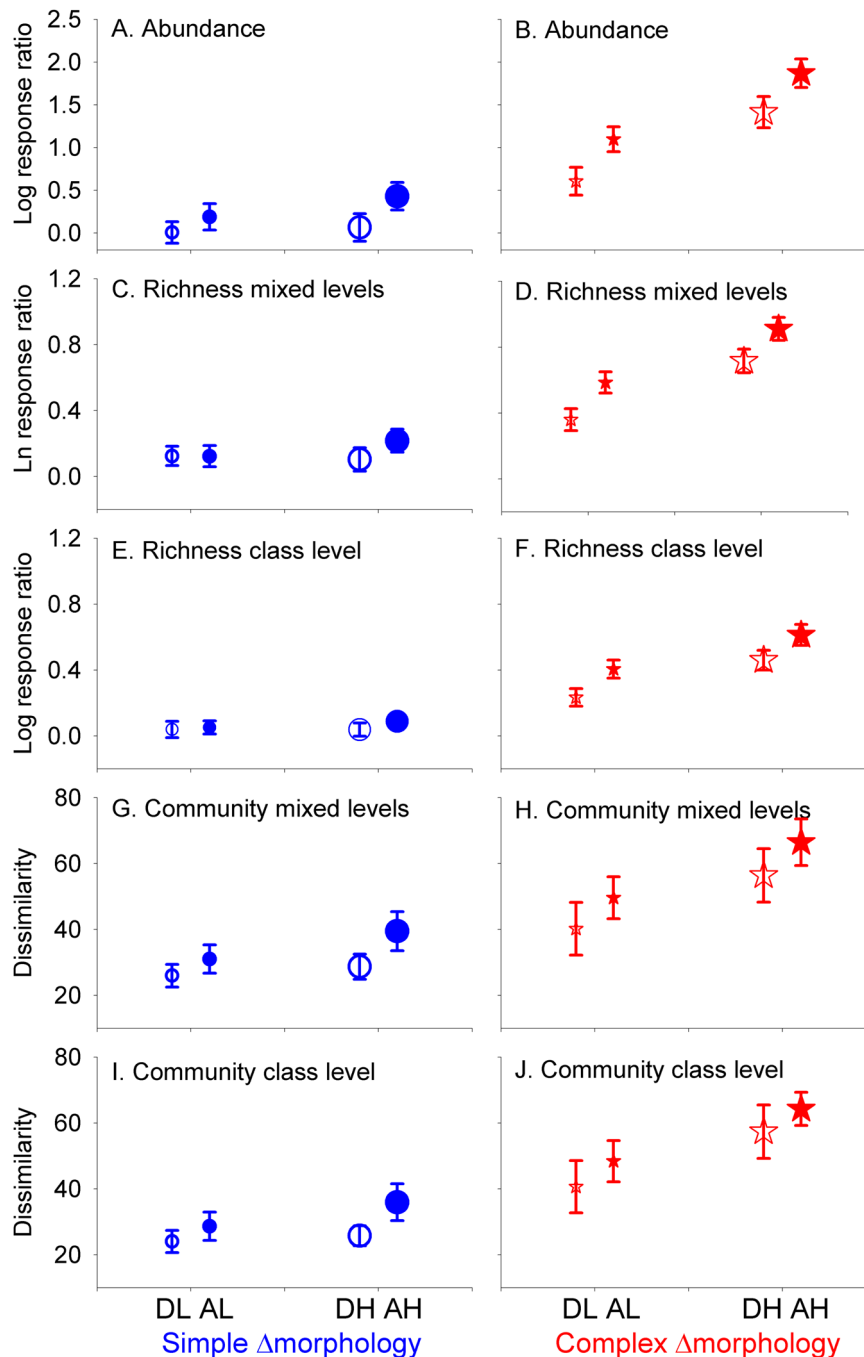 A. Abundance
B. Abundance
Log response ratio
2.5
2.0
1.5
1.0
0.5
0.0
C. Richness mixed levels
D. Richness mixed levels
Ln response ratio
1.2
0.8
0.4
0.0
E. Richness class level
F. Richness class level
Log response ratio
1.2
0.8
0.4
0.0
G. Community mixed levels
H. Community mixed levels
Dissimilarity
80
60
40
20
I. Community class level
J. Community class level
Dissimilarity
80
60
40
20
DL AL DH AH
DL AL DH AH
Simple Δmorphology
Complex Δmorphology